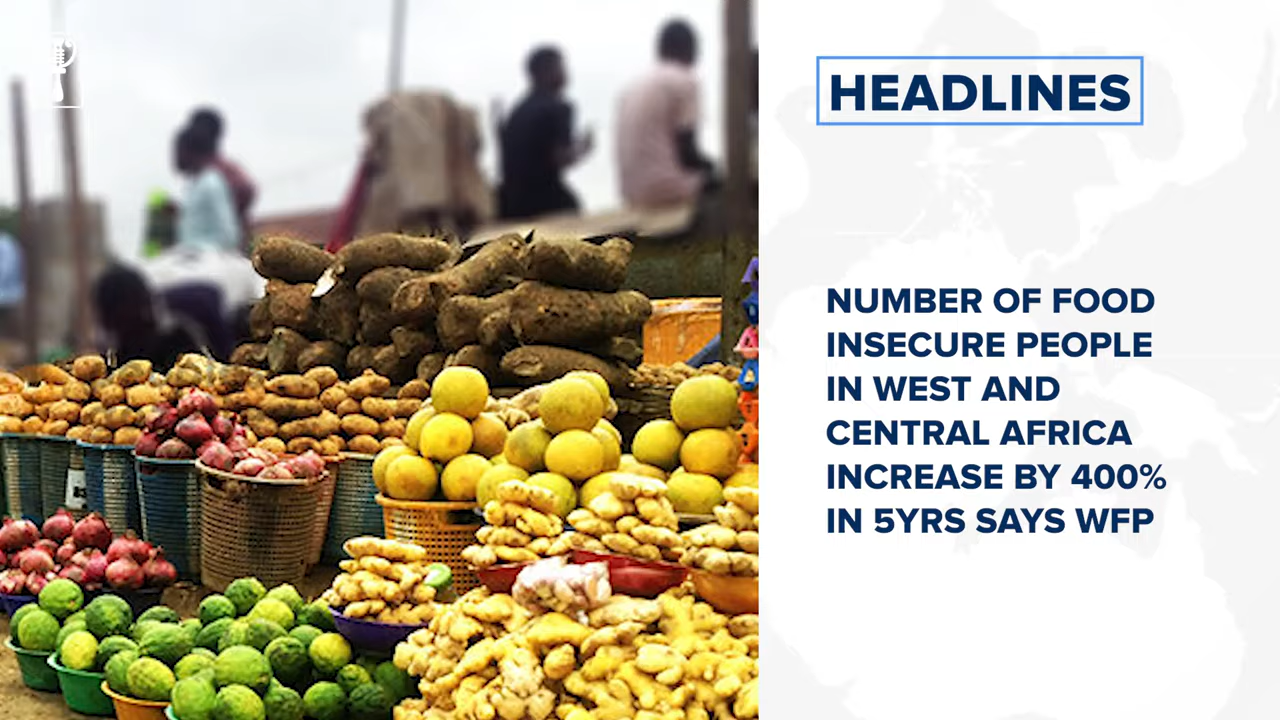 HEADLINES
NUMBER OF FOOD
INSECURE PEOPLE
IN WEST AND
CENTRAL AFRICA
INCREASE BY 400%
IN 5YRS SAYS WFP